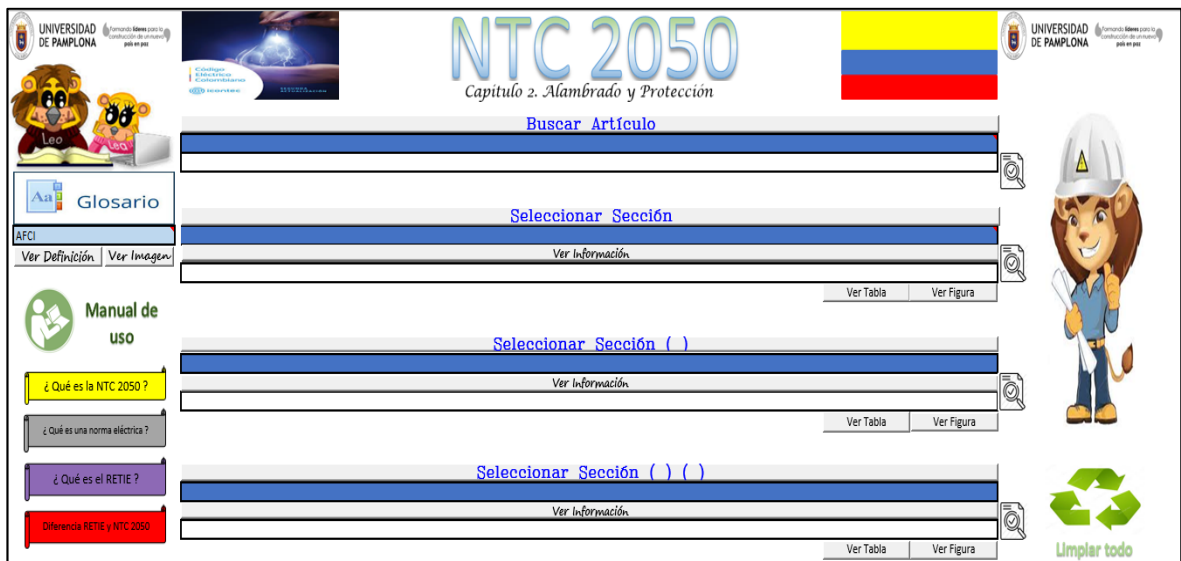 UNIVERSIDAD
DE PAMPLONA
Formando líderes para la
construcción de un nuevo
país en paz
Código
Eléctrico
Colombiano
icontec
SEGUNDA
ACTUALIZACIÓN
NTC 2050
Capitulo 2. Alambrado y Protección
UNIVERSIDAD
DE PAMPLONA
Formando líderes para la
construcción de un nuevo
país en paz
Leo
Lea
Buscar Artículo
Aa
Glosario
AFCI
Ver Definición
Ver Imagen
Seleccionar Sección
Ver Información
Ver Tabla
Ver Figura
Manual de
uso
Seleccionar Sección ( )
Ver Información
Ver Tabla
Ver Figura
¿ Qué es la NTC 2050 ?
¿ Qué es una norma eléctrica ?
¿ Qué es el RETIE ?
Diferencia RETIE y NTC 2050
Seleccionar Sección ( ) ( )
Ver Información
Ver Tabla
Ver Figura
Limpiar todo